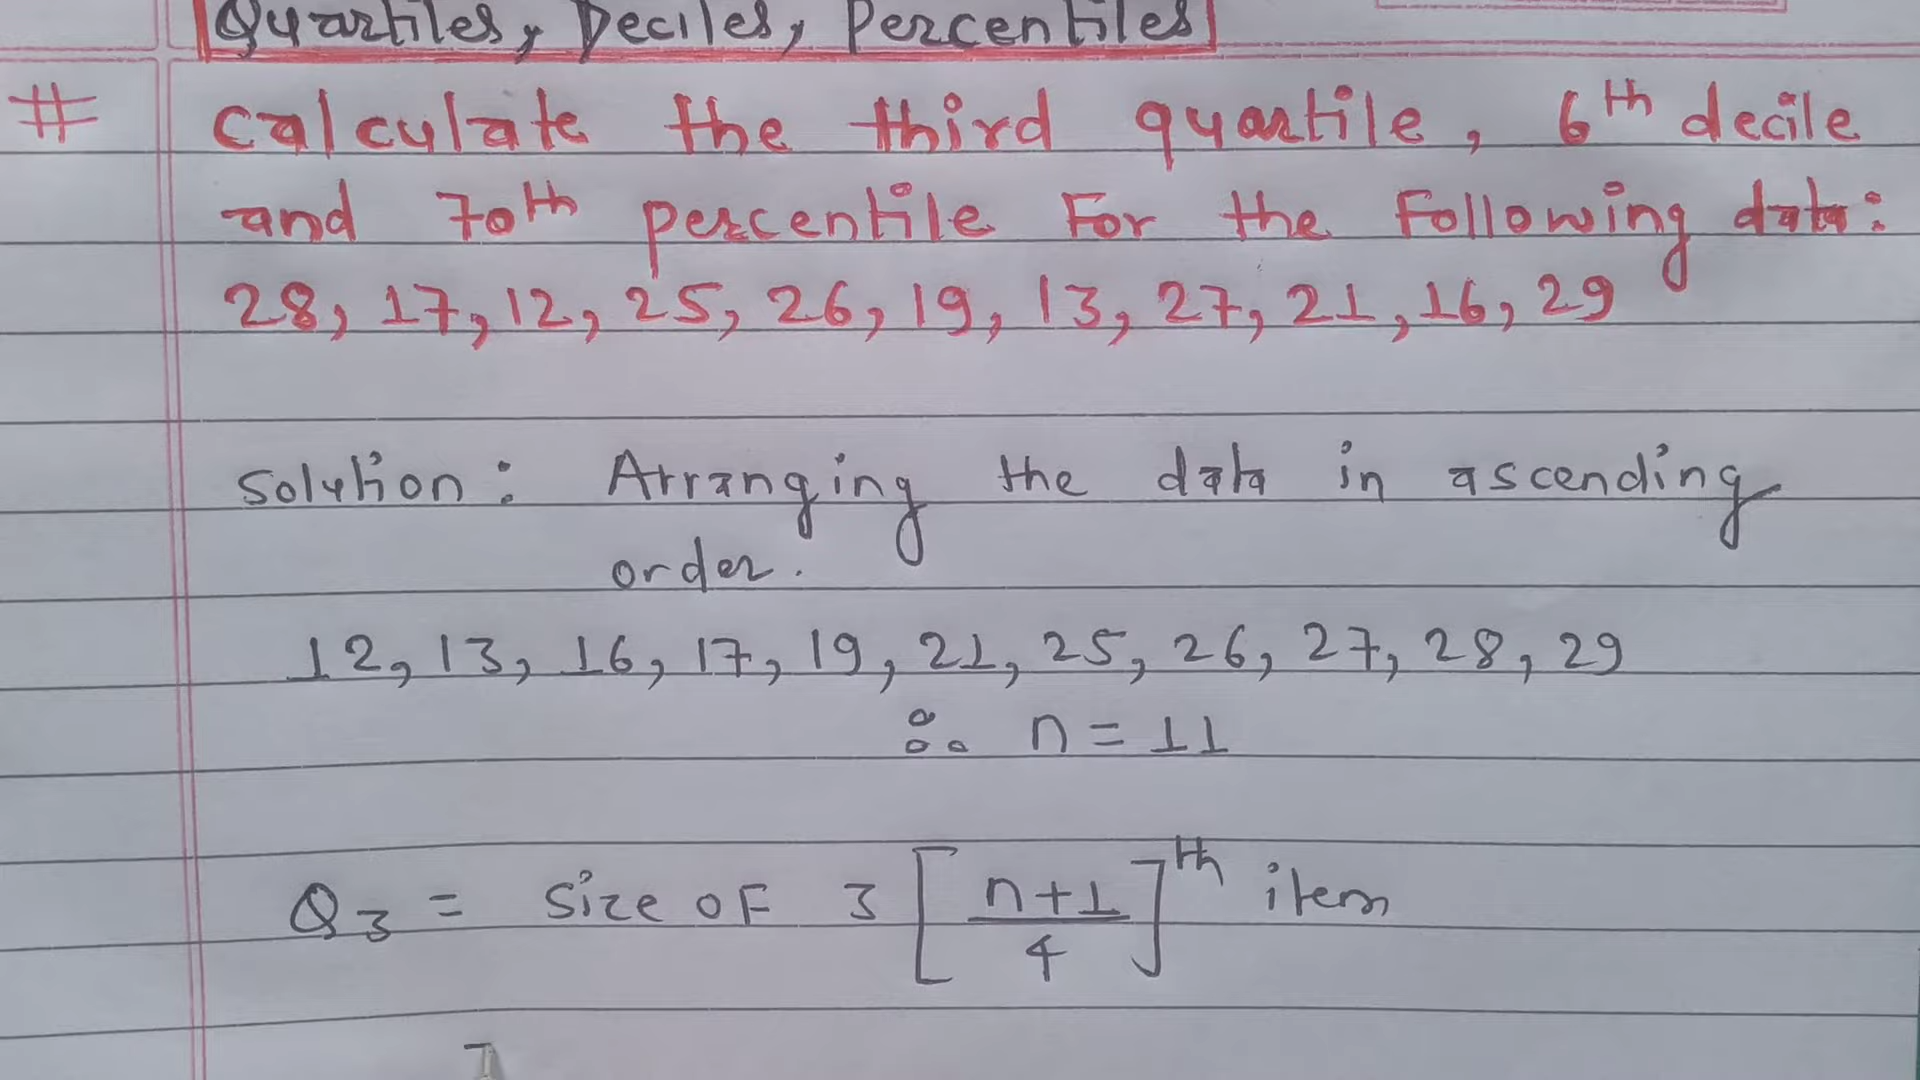 Quartiles, Deciles, Percentiles
# Calculate the third quartile, 6th decile
and 70th percentile For the Following data:
28, 17, 12, 25, 26, 19, 13, 27, 21, 16, 29
Solution: Arranging the data in ascending
order.
12, 13, 16, 17, 19, 21, 25, 26, 27, 28, 29
∴ n = 11
Q3 = Size OF 3 [n+1/4]th item